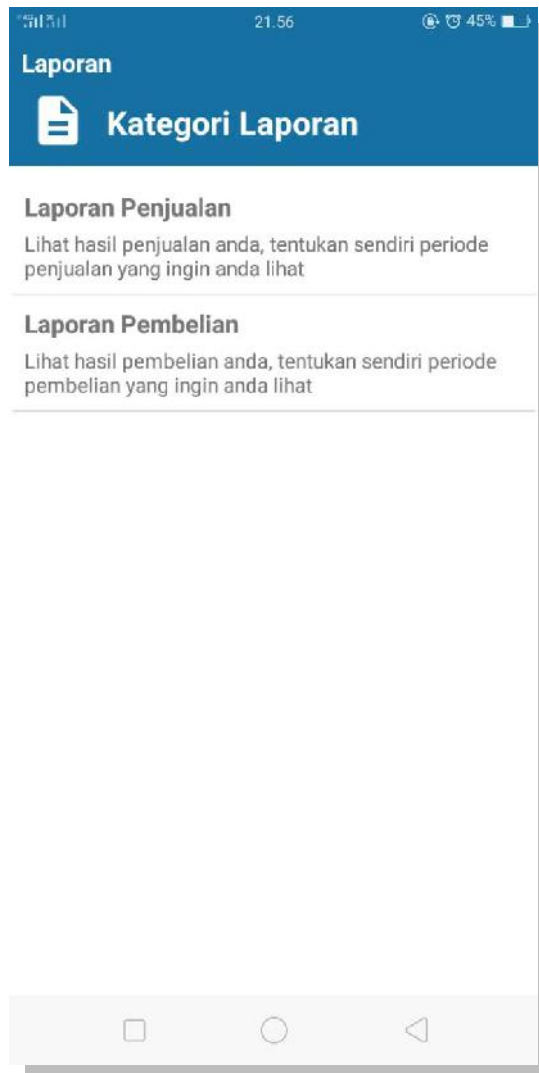 21.56
45%
Laporan
Kategori Laporan
Laporan Penjualan
Lihat hasil penjualan anda, tentukan sendiri periode
penjualan yang ingin anda lihat
Laporan Pembelian
Lihat hasil pembelian anda, tentukan sendiri periode
pembelian yang ingin anda lihat